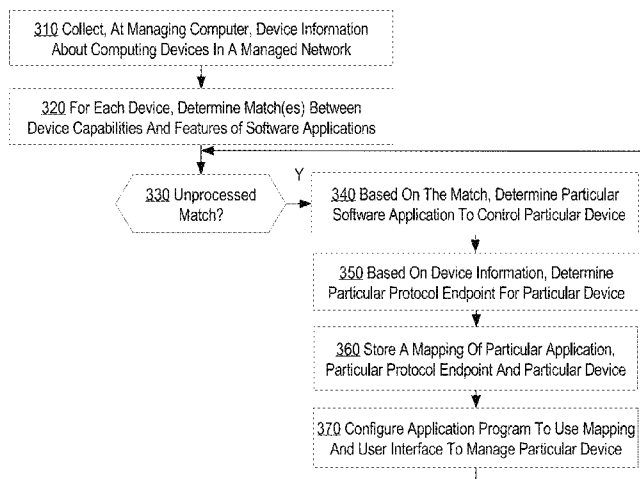 310 Collect, At Managing Computer, Device Information
About Computing Devices In A Managed Network
320 For Each Device, Determine Match(es) Between
Device Capabilities And Features of Software Applications
330 Unprocessed
Match?
Y
340 Based On The Match, Determine Particular
Software Application To Control Particular Device
350 Based On Device Information, Determine
Particular Protocol Endpoint For Particular Device
360 Store A Mapping Of Particular Application,
Particular Protocol Endpoint And Particular Device
370 Configure Application Program To Use Mapping
And User Interface To Manage Particular Device